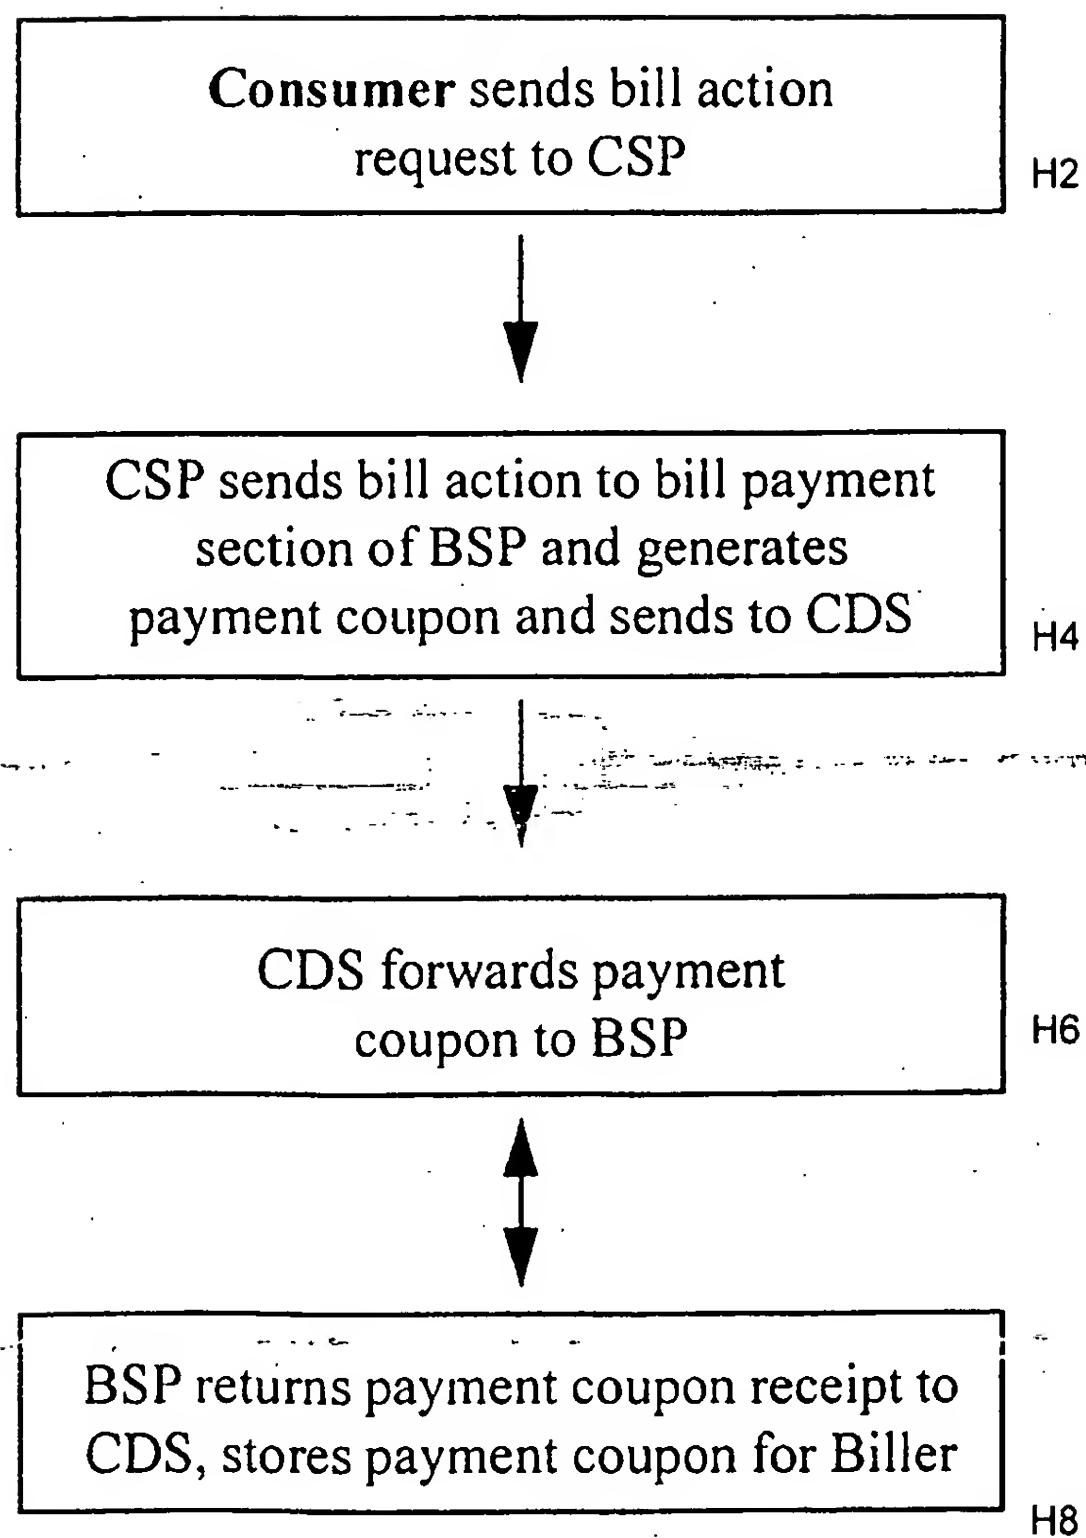 Consumer sends bill action
request to CSP
H2
CSP sends bill action to bill payment
section of BSP and generates
payment coupon and sends to CDS
H4
CDS forwards payment
coupon to BSP
H6
BSP returns payment coupon receipt to
CDS, stores payment coupon for Biller
H8